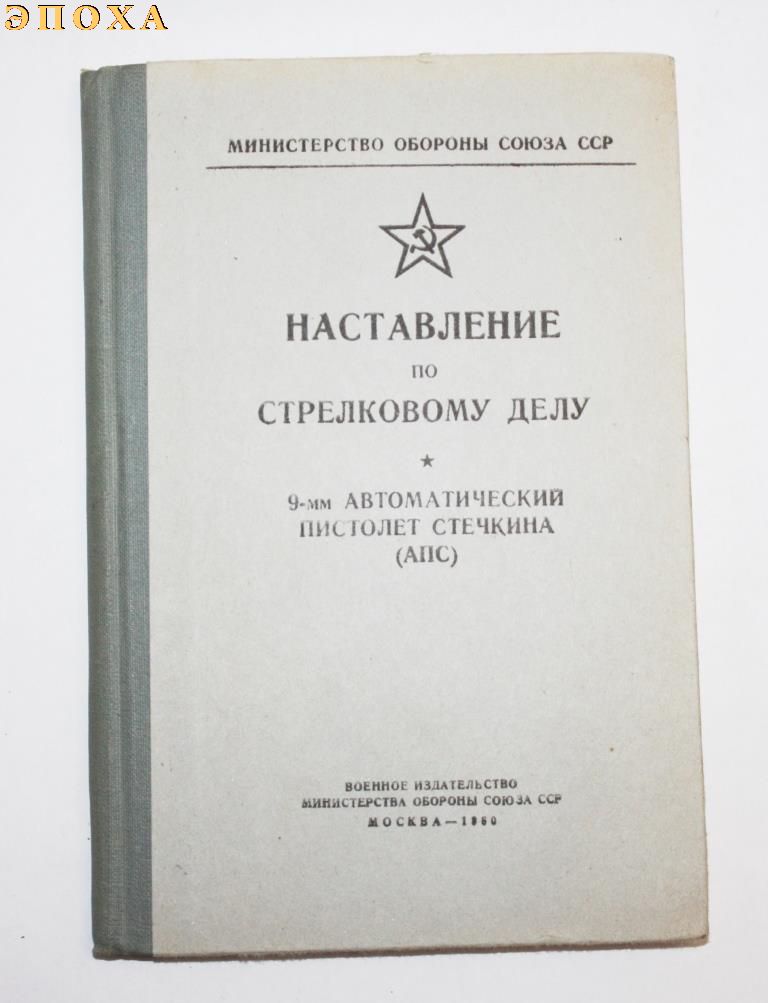 ЭПОХА
МИНИСТЕРСТВО ОБОРОНЫ СОЮЗА ССР
НАСТАВЛЕНИЕ
ПО
СТРЕЛКОВОМУ ДЕЛУ
9-мм АВТОМАТИЧЕСКИЙ
ПИСТОЛЕТ СТЕЧКИНА
(АПС)
ВОЕННОЕ ИЗДАТЕЛЬСТВО
МИНИСТЕРСТВА ОБОРОНЫ СОЮЗА ССР
МОСКВА — 1960